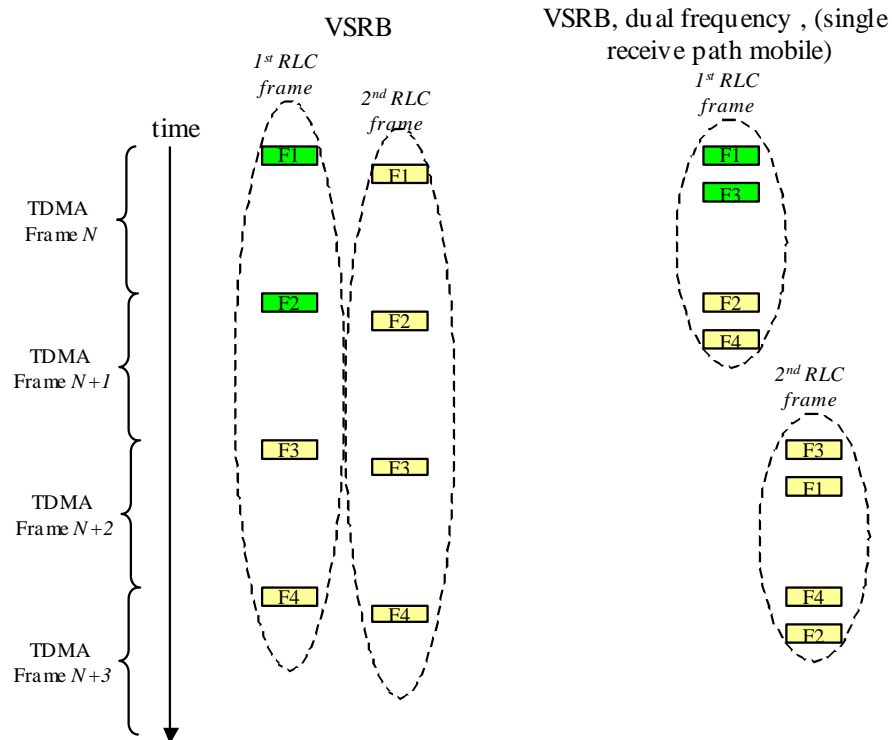 VSRB
VSRB, dual frequency , (single
receive path mobile)
1st RLC
frame
2nd RLC
frame
1st RLC
frame
time
F1
F1
F1
F3
TDMA
Frame N
F2
F2
F2
F4
TDMA
Frame N+1
2nd RLC
frame
F3
F3
F3
F1
TDMA
Frame N+2
F4
F4
F4
F2
TDMA
Frame N+3